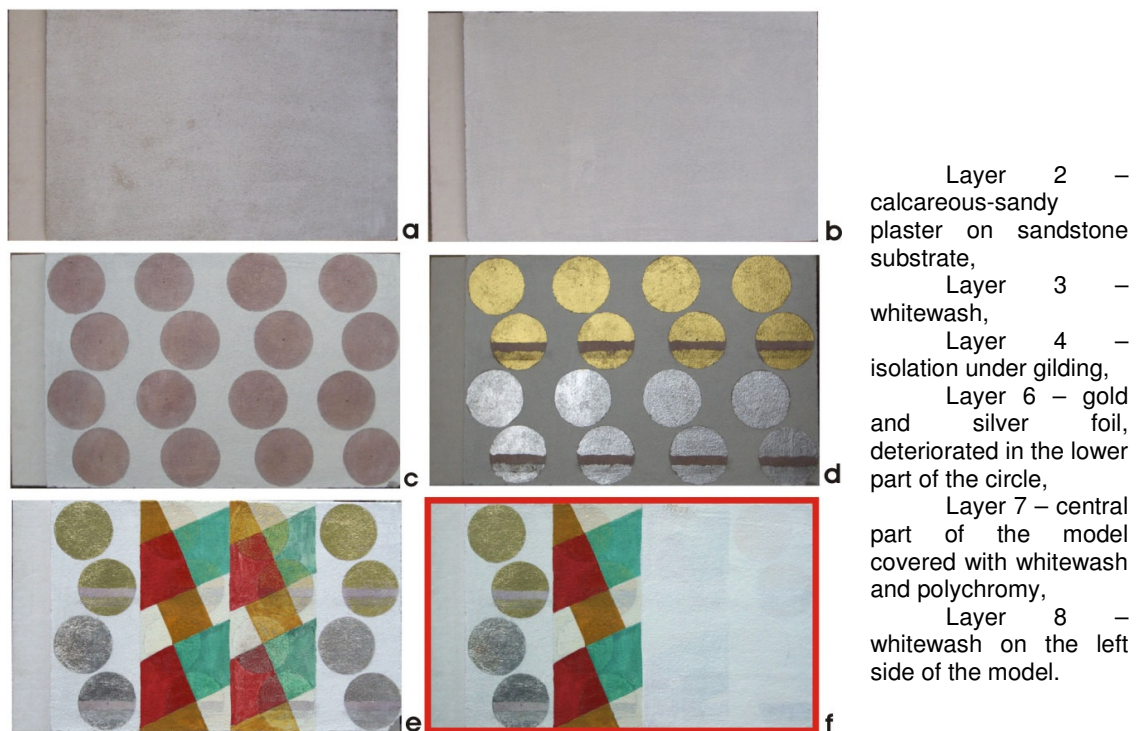 a
b
c
d
e
f
Layer 2 –
calcareous-sandy
plaster on sandstone
substrate,
Layer 3 –
whitewash,
Layer 4 –
isolation under gilding,
Layer 6 – gold
and silver foil,
deteriorated in the lower
part of the circle,
Layer 7 – central
part of the model
covered with whitewash
and polychromy,
Layer 8 –
whitewash on the left
side of the model.